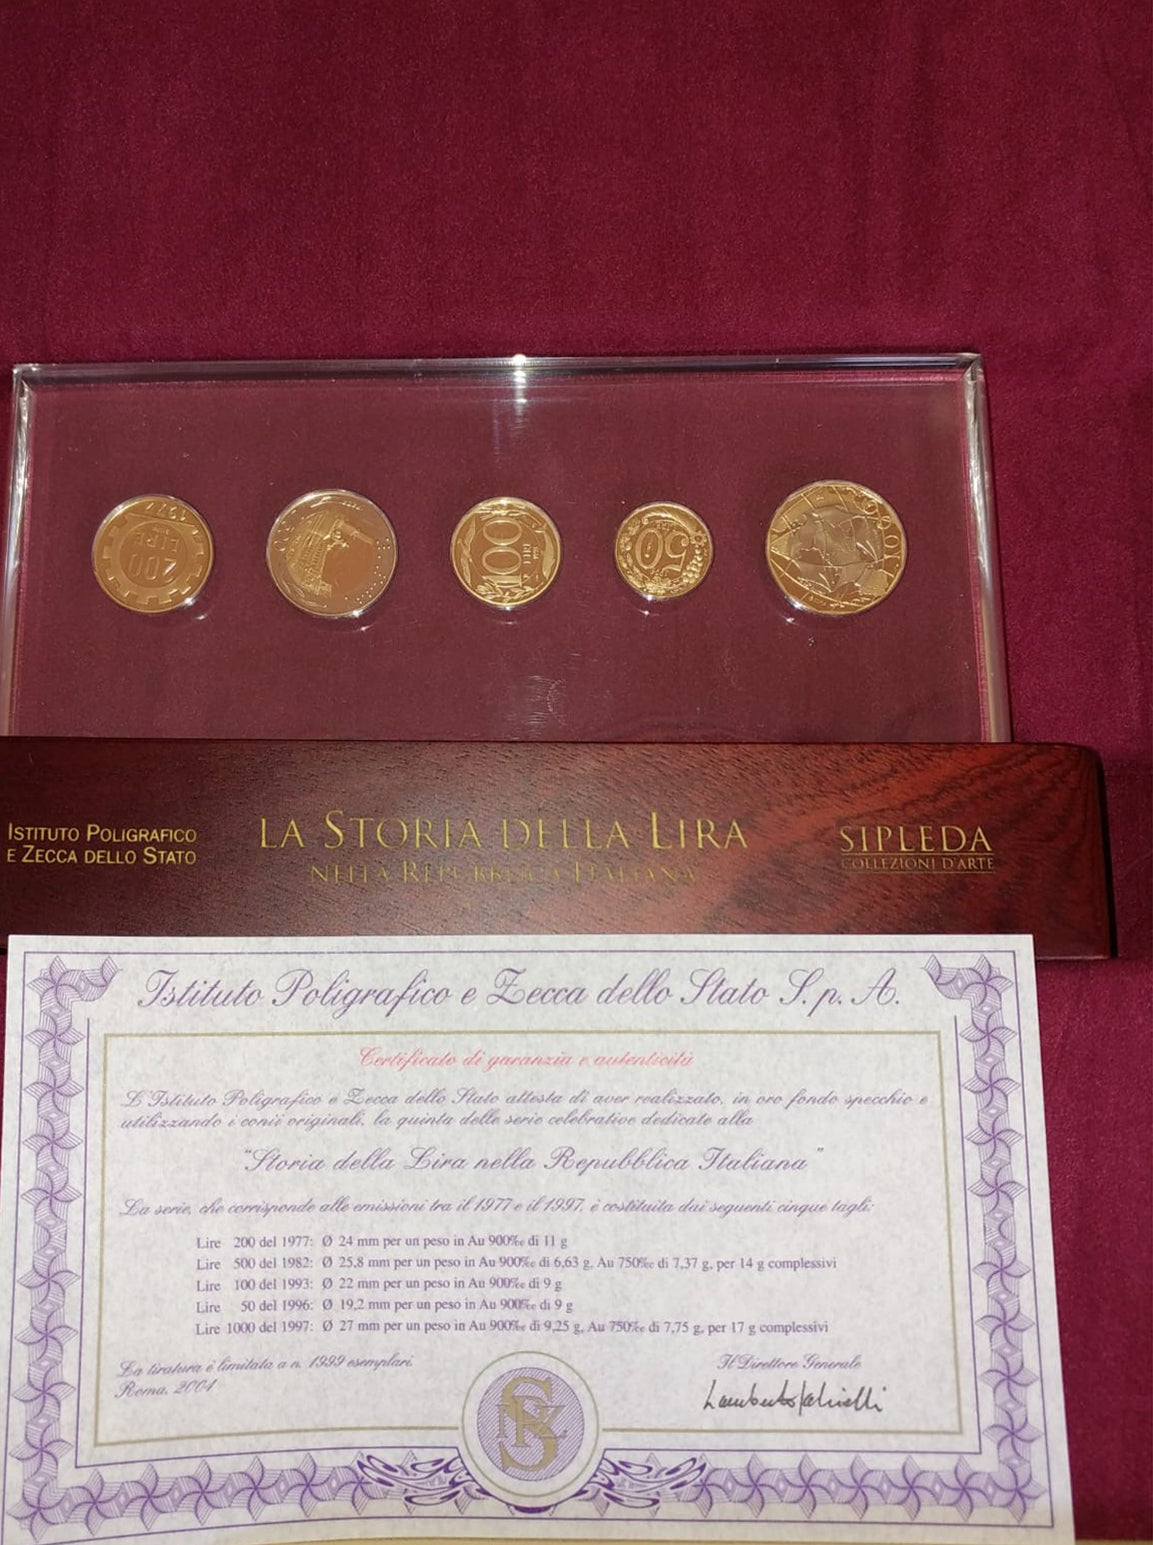 1977
LIRE
200
100
LIRE
50
1000
ISTITUTO POLIGRAFICO
E ZECCA DELLO STATO
LA STORIA DELLA LIRA
NELLA REPUBBLICA ITALIANA
SIPLEDA
COLLEZIONI D'ARTE
Istituto Poligrafico e Zecca dello Stato S. p. A.
Certificato di garanzia e autenticità
L'Istituto Poligrafico e Zecca dello Stato attesta di aver realizzato, in oro fondo specchio e
utilizzando i conii originali, la quinta delle serie celebrative dedicate alla
"Storia della Lira nella Repubblica Italiana"
La serie, che corrisponde alle emissioni tra il 1977 e il 1997, è costituita dai seguenti cinque tagli:
Lire 200 del 1977: Ø 24 mm per un peso in Au 900‰ di 11 g
Lire 500 del 1982: Ø 25,8 mm per un peso in Au 900‰ di 6,63 g, Au 750‰ di 7,37 g, per 14 g complessivi
Lire 100 del 1993: Ø 22 mm per un peso in Au 900‰ di 9 g
Lire 50 del 1996: Ø 19,2 mm per un peso in Au 900‰ di 9 g
Lire 1000 del 1997: Ø 27 mm per un peso in Au 900‰ di 9,25 g, Au 750‰ di 7,75 g, per 17 g complessivi
La tiratura è limitata a n. 1999 esemplari.
Roma, 2004
Il Direttore Generale